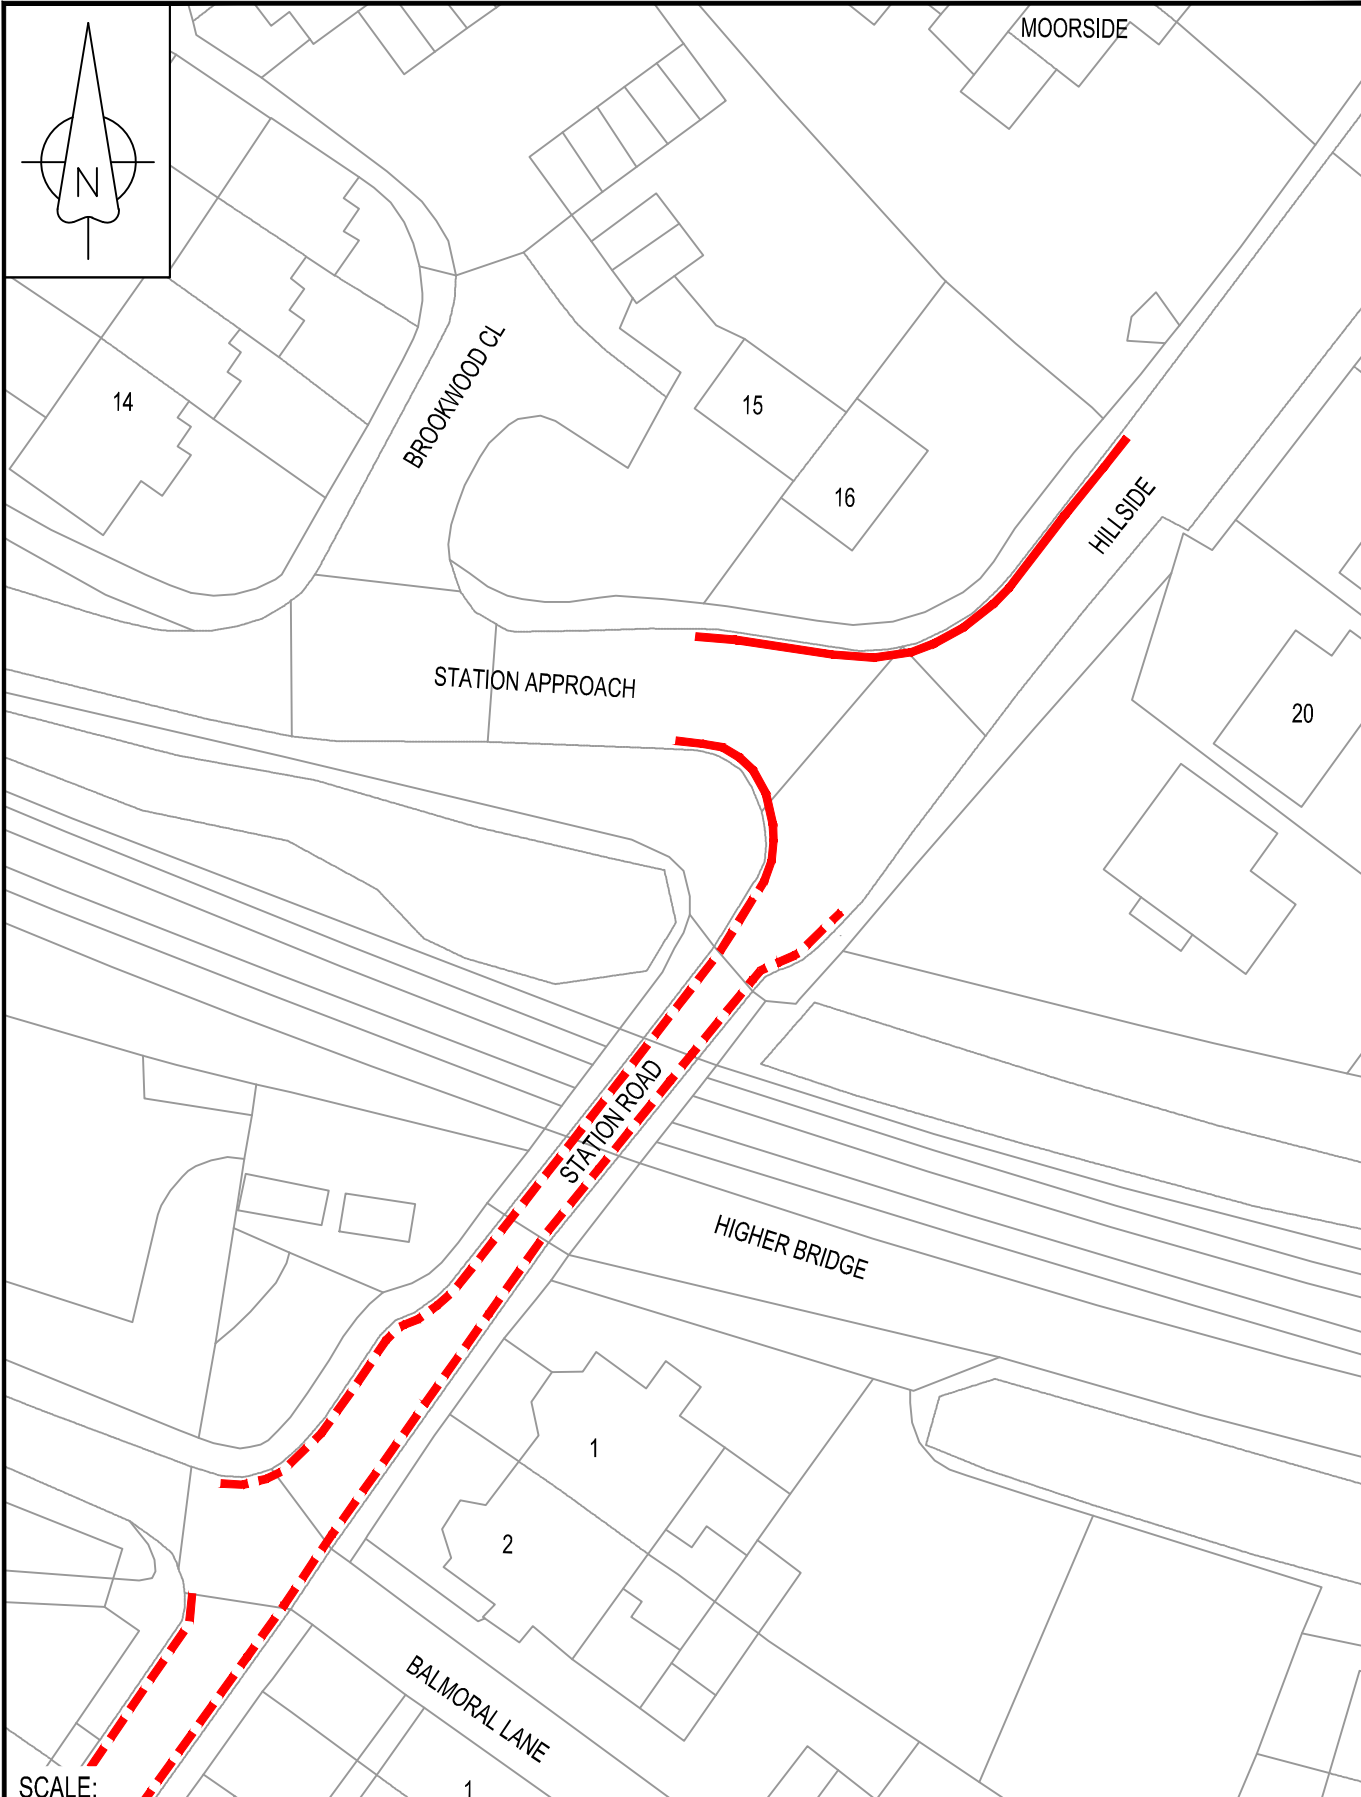 MOORSIDE
N
BROOKWOOD CL
14
15
16
HILLSIDE
STATION APPROACH
20
STATION ROAD
HIGHER BRIDGE
1
2
BALMORAL LANE
SCALE:
1